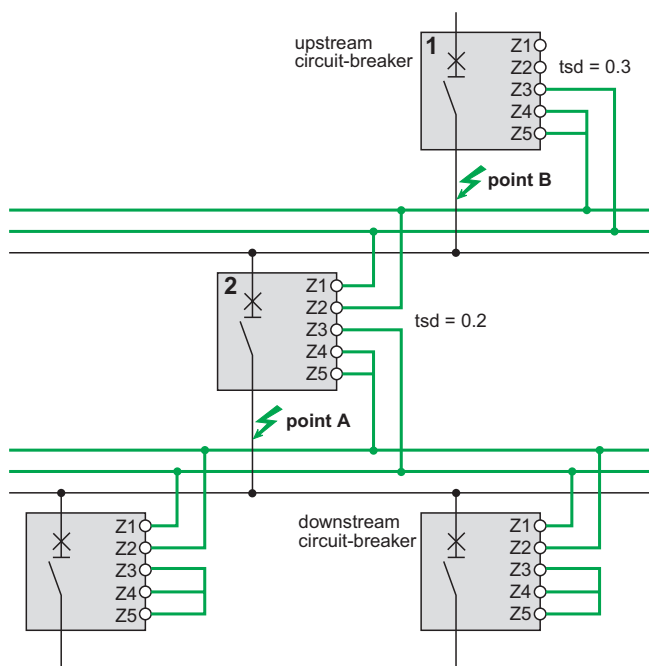 upstream
circuit-breaker
1
Z1
Z2
Z3
Z4
Z5
tsd = 0.3
point B
2
Z1
Z2
Z3
Z4
Z5
tsd = 0.2
point A
Z1
Z2
Z3
Z4
Z5
downstream
circuit-breaker
Z1
Z2
Z3
Z4
Z5